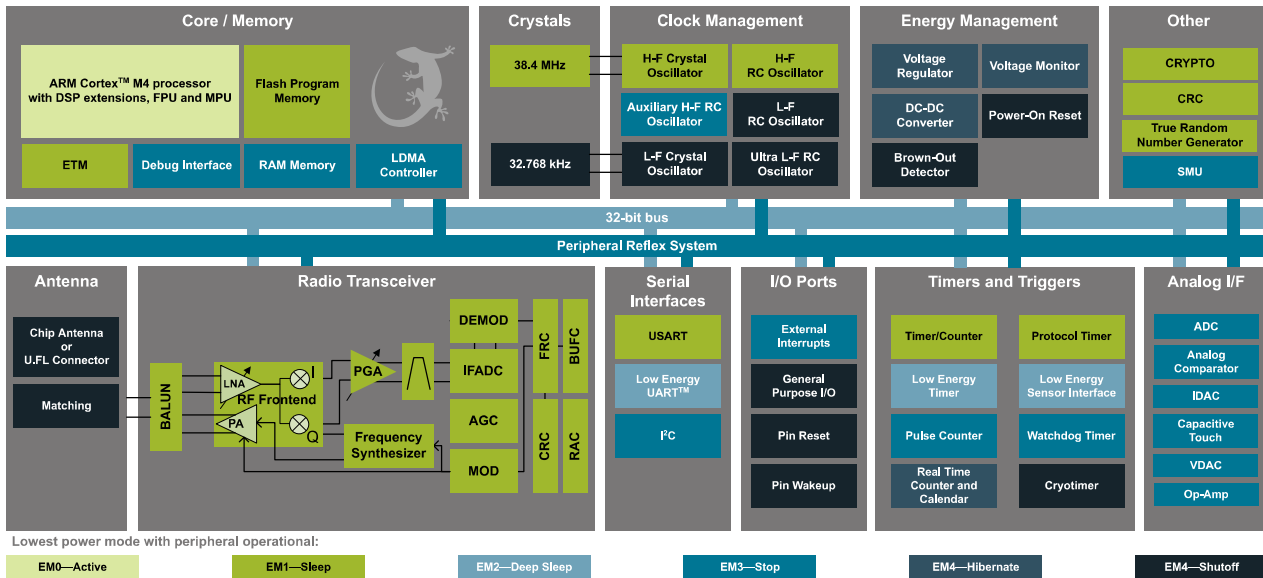 Core / Memory
ARM Cortex™ M4 processor
with DSP extensions, FPU and MPU
Flash Program
Memory
ETM
Debug Interface
RAM Memory
LDMA
Controller
Crystals
38.4 MHz
32.768 kHz
Clock Management
H-F Crystal
Oscillator
H-F
RC Oscillator
Auxiliary H-F RC
Oscillator
L-F
RC Oscillator
L-F Crystal
Oscillator
Ultra L-F RC
Oscillator
Energy Management
Voltage
Regulator
Voltage Monitor
DC-DC
Converter
Power-On Reset
Brown-Out
Detector
Other
CRYPTO
CRC
True Random
Number Generator
SMU
32-bit bus
Peripheral Reflex System
Antenna
Chip Antenna
or
U.FL Connector
Matching
Radio Transceiver
BALUN
LNA
RF Frontend
PA
I
Q
PGA
Frequency
Synthesizer
DEMOD
IFADC
AGC
MOD
FRC
BUFC
CRC
RAC
Serial
Interfaces
USART
Low Energy
UART™
I²C
I/O Ports
External
Interrupts
General
Purpose I/O
Pin Reset
Pin Wakeup
Timers and Triggers
Timer/Counter
Protocol Timer
Low Energy
Timer
Low Energy
Sensor Interface
Pulse Counter
Watchdog Timer
Real Time
Counter and
Calendar
Cryotimer
Analog I/F
ADC
Analog
Comparator
IDAC
Capacitive
Touch
VDAC
Op-Amp
Lowest power mode with peripheral operational:
EM0—Active
EM1—Sleep
EM2—Deep Sleep
EM3—Stop
EM4—Hibernate
EM4—Shutoff